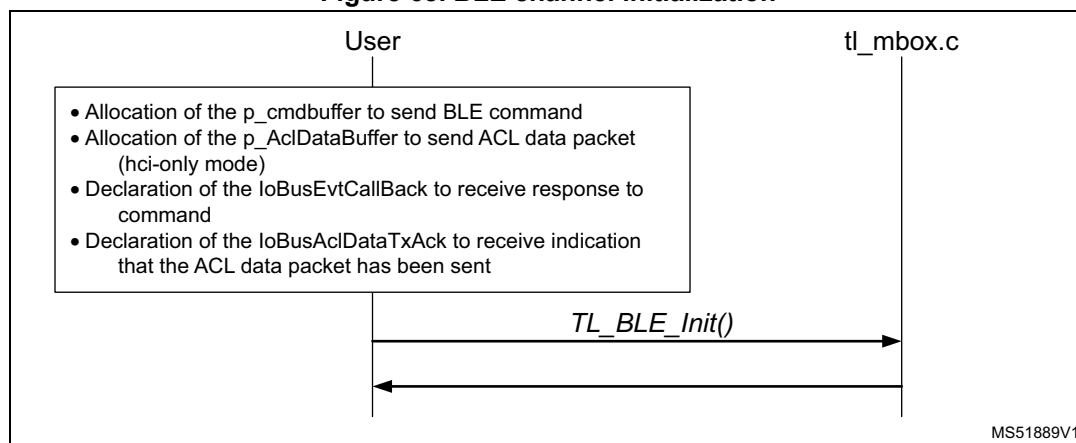 Figure BLE channel initialization
User tl_mbox.c
• Allocation of the p_cmdbuffer to send BLE command
• Allocation of the p_AclDataBuffer to send ACL data packet
(hci-only mode)
• Declaration of the IoBusEvtCallBack to receive response to
command
• Declaration of the IoBusAclDataTxAck to receive indication
that the ACL data packet has been sent
TL_BLE_Init()
MS51889V1